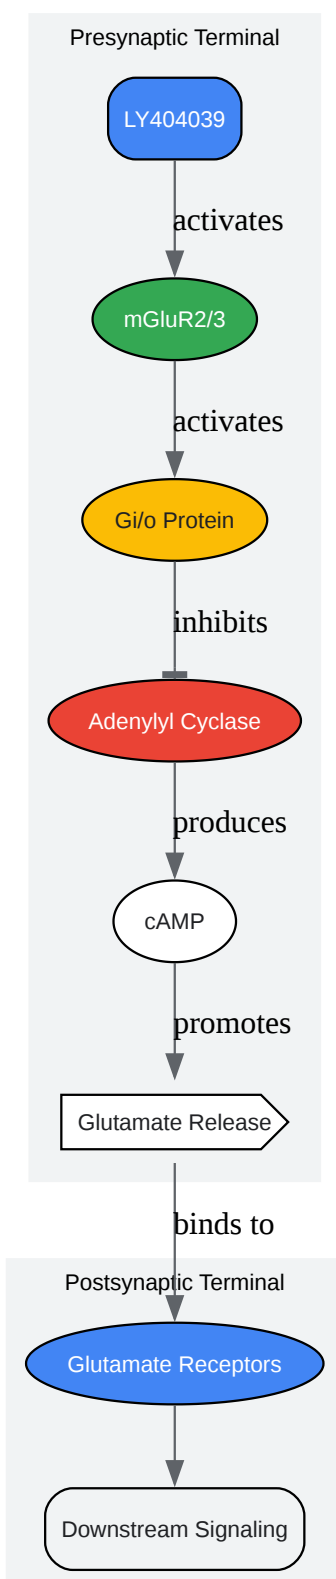 Presynaptic Terminal
LY404039
activates
mGluR2/3
activates
Gi/o Protein
inhibits
Adenylyl Cyclase
produces
cAMP
promotes
Glutamate Release
binds to
Postsynaptic Terminal
Glutamate Receptors
Downstream Signaling